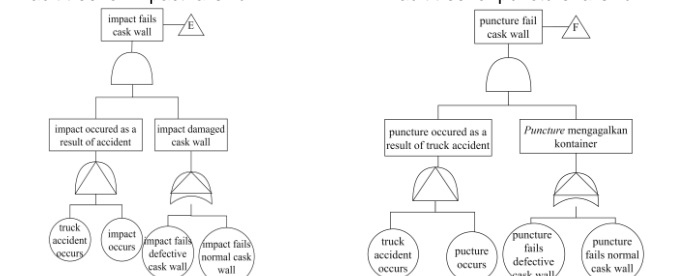 impact fails
cask wall
E
impact occured as a
result of accident
impact damaged
cask wall
truck
accident
occurs
impact
occurs
impact fails
defective
cask wall
impact fails
normal cask
wall
puncture fail
cask wall
F
puncture occured as a
result of truck accident
Puncture mengagalkan
kontainer
truck
accident
occurs
pucture
occurs
puncture
fails
defective
cask wall
puncture
fails normal
cask wall